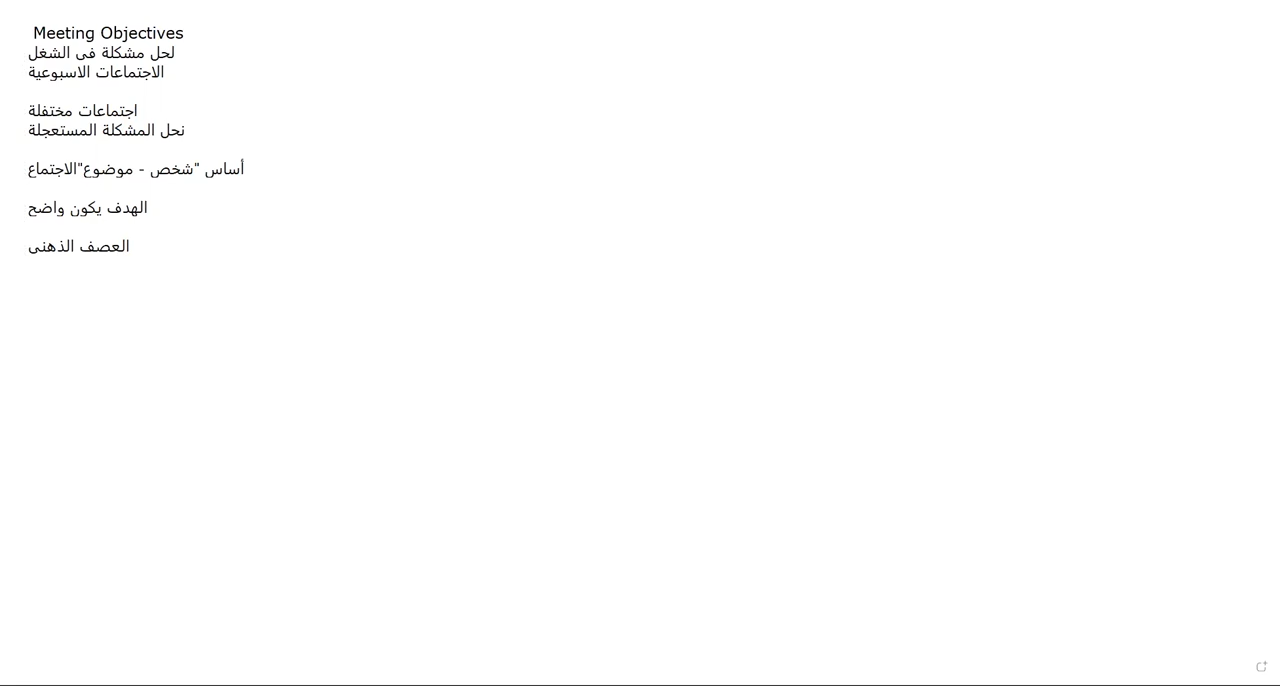 Meeting Objectives
لحل مشكلة فى الشغل
الاجتماعات الاسبوعية
اجتماعات مختفلة
نحل المشكلة المستعجلة
أساس "شخص - موضوع"الاجتماع
الهدف يكون واضح
العصف الذهنى